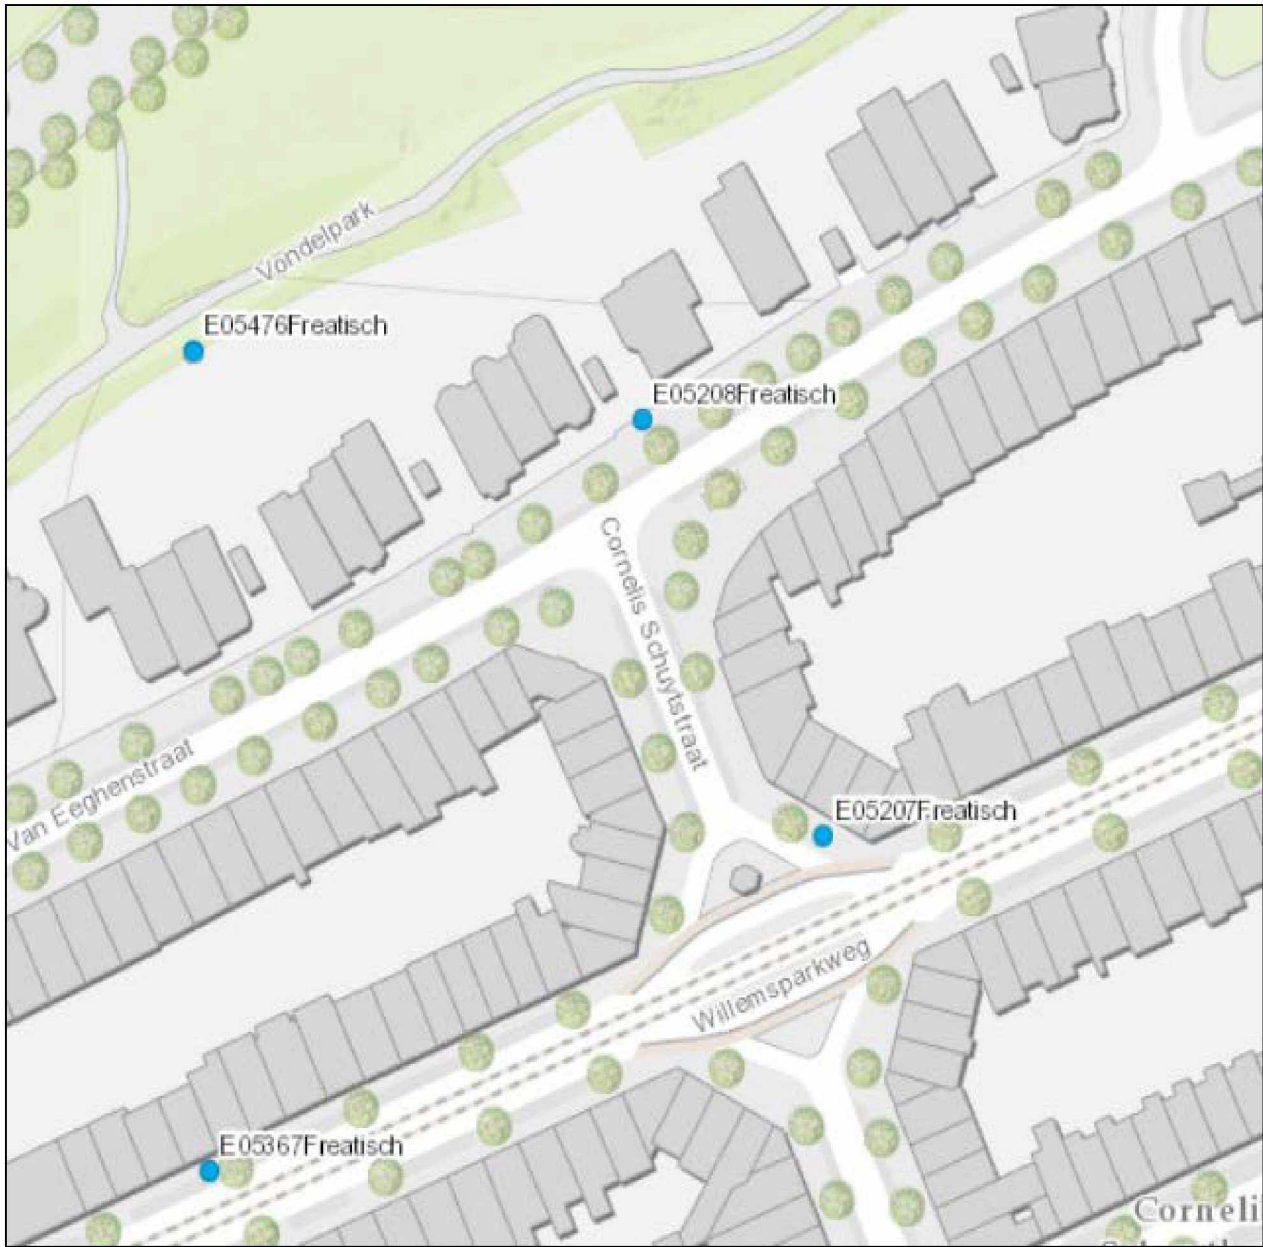 Vondelpark
E05476Freatisch
E05208Freatisch
Cornelis Schuytstraat
Van Eeghenstraat
E05207Freatisch
Willemsparkweg
E05367Freatisch
Corneli